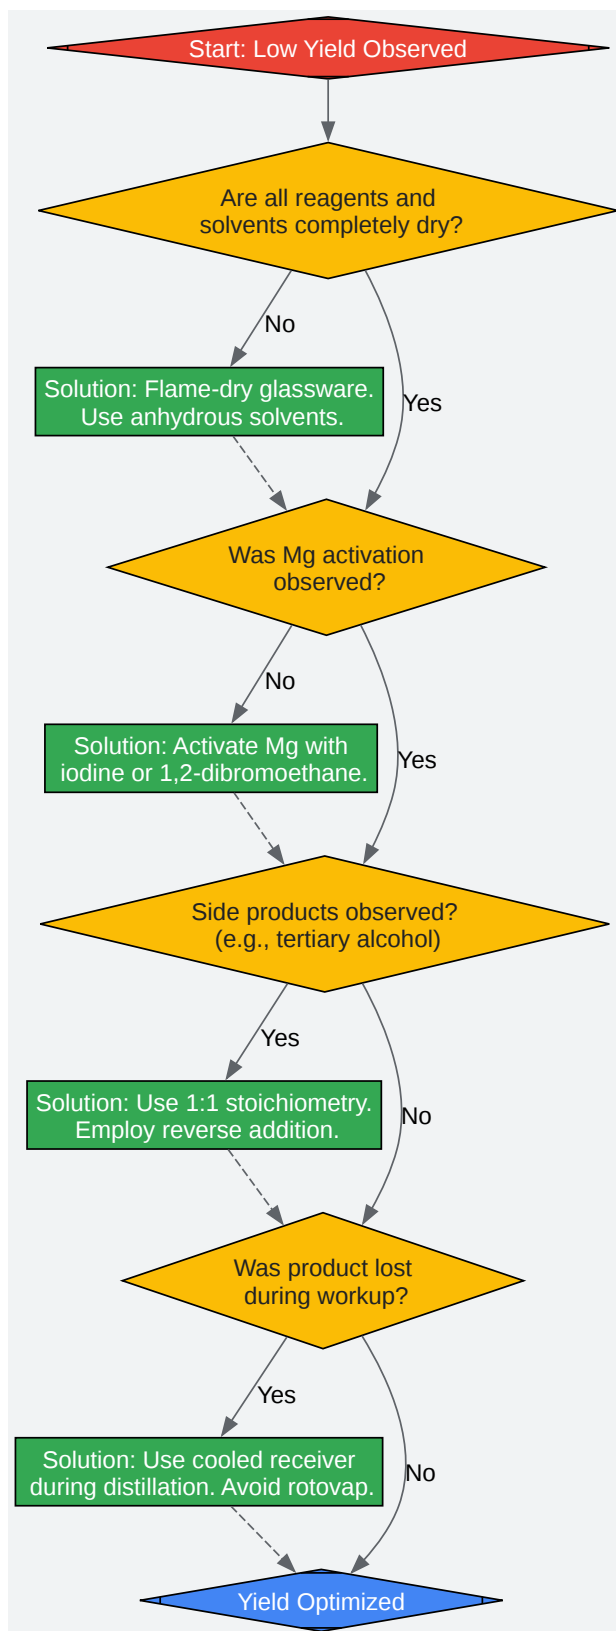 Start: Low Yield Observed
Are all reagents and
solvents completely dry?
No
Solution: Flame-dry glassware.
Use anhydrous solvents.
Yes
Was Mg activation
observed?
No
Solution: Activate Mg with
iodine or 1,2-dibromoethane.
Yes
Side products observed?
(e.g., tertiary alcohol)
Yes
Solution: Use 1:1 stoichiometry.
Employ reverse addition.
No
Was product lost
during workup?
Yes
Solution: Use cooled receiver
during distillation. Avoid rotovap.
No
Yield Optimized